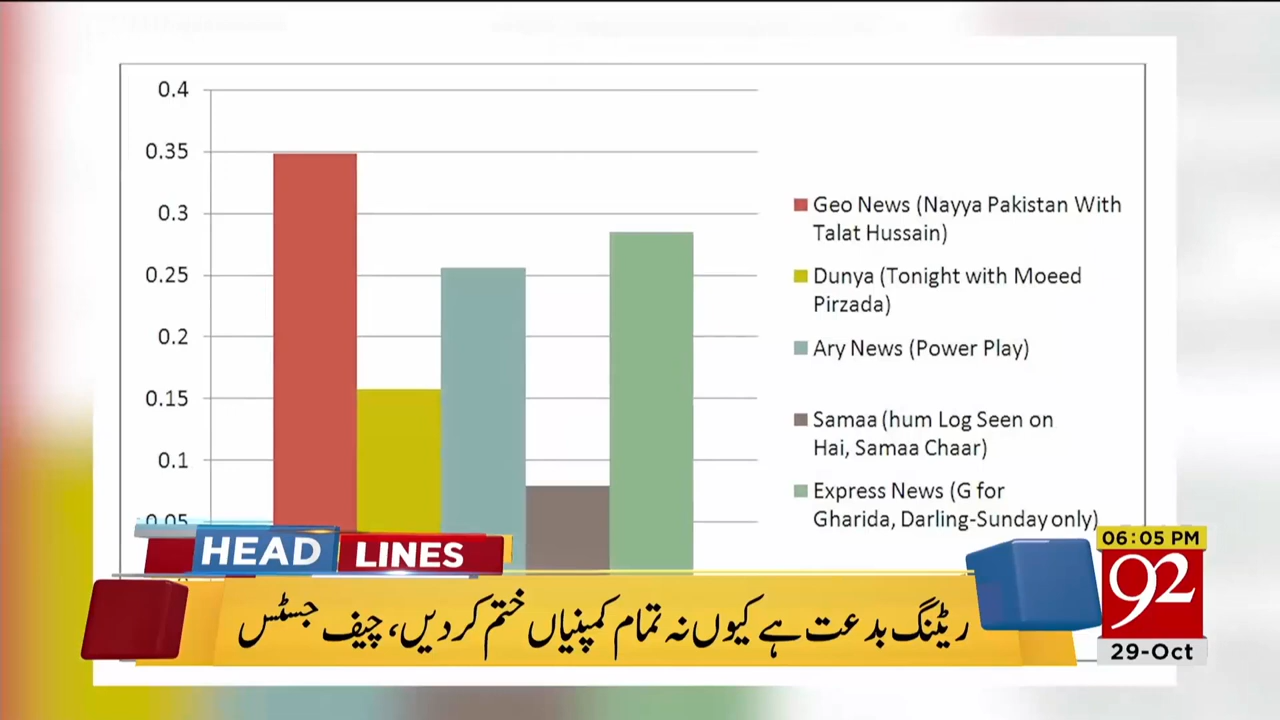 0.4
0.35
0.3
0.25
0.2
0.15
0.1
0.05
Geo News (Nayya Pakistan With
Talat Hussain)
Dunya (Tonight with Moeed
Pirzada)
Ary News (Power Play)
Samaa (hum Log Seen on
Hai, Samaa Chaar)
Express News (G for
Gharida, Darling-Sunday only)
HEAD LINES
ریٹنگ بدعت ہے کیوں نہ تمام کمپنیاں ختم کردیں، چیف جسٹس
06:05 PM
92
29-Oct